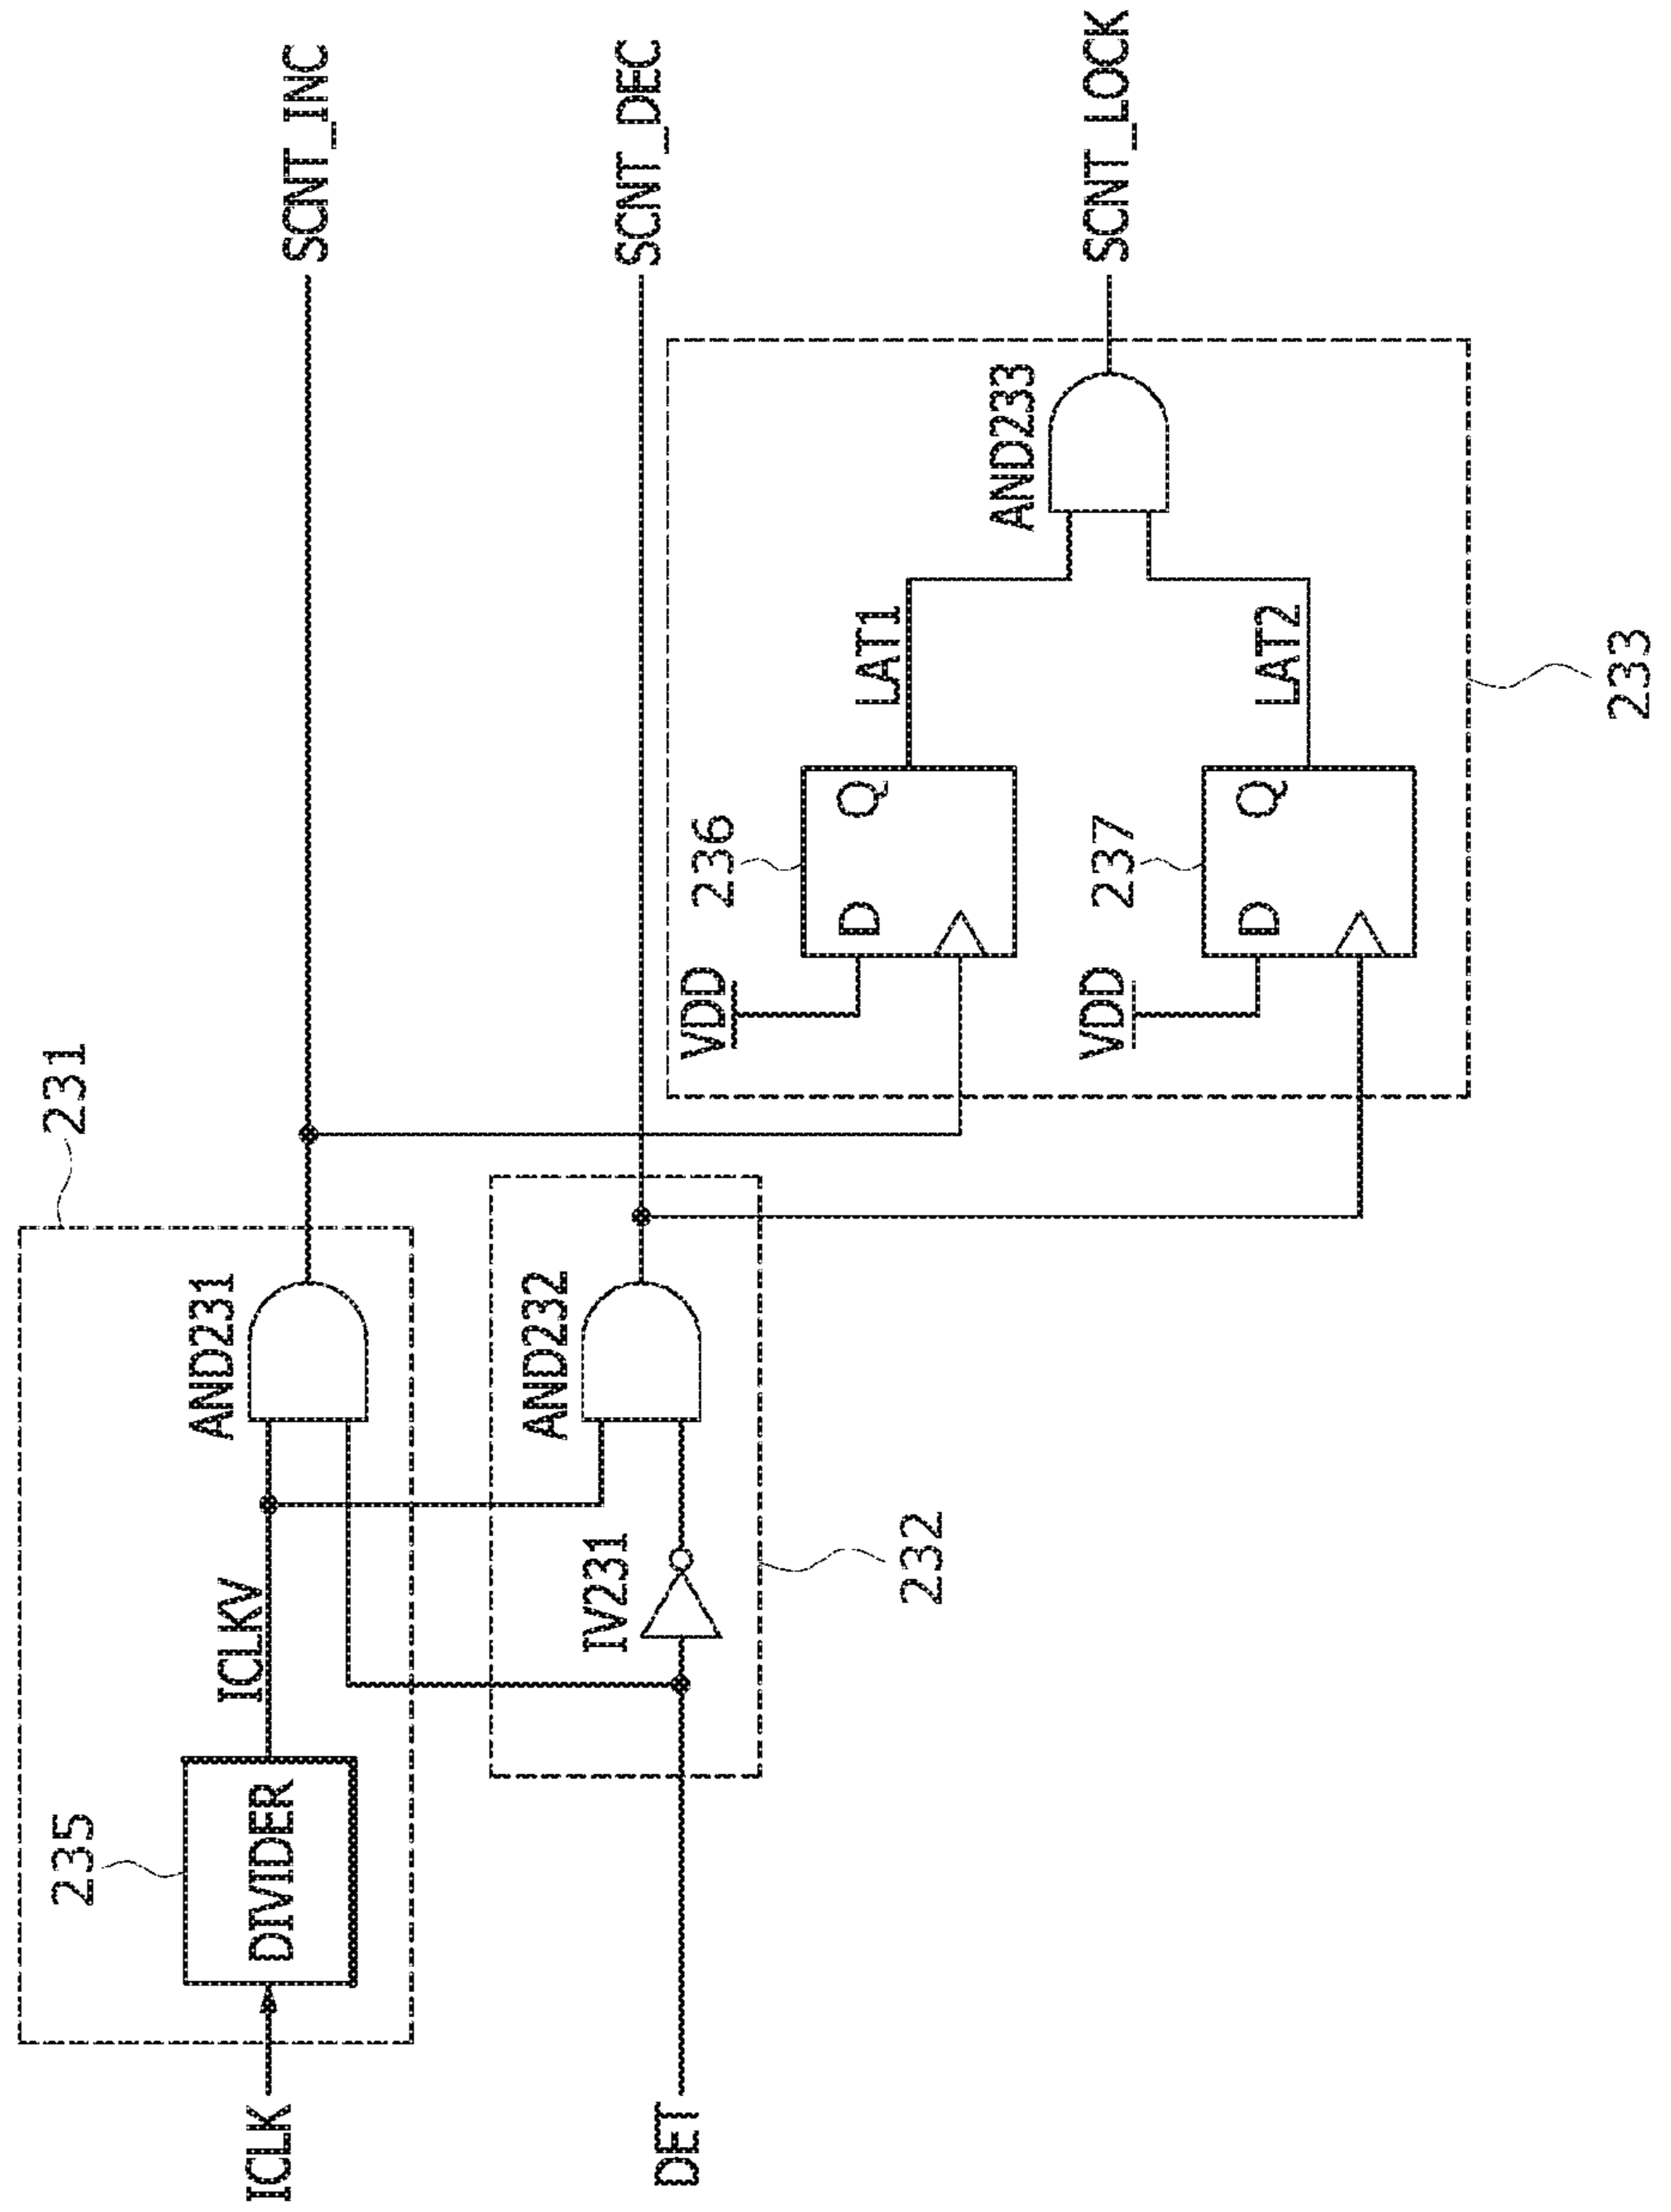 231
235
ICLK
DIVIDER
ICLKV
AND231
SCNT_INC
DET
IV231
AND232
SCNT_DEC
232
VDD
236
D
Q
LAT1
AND233
SCNT_LOCK
VDD
237
D
Q
LAT2
233